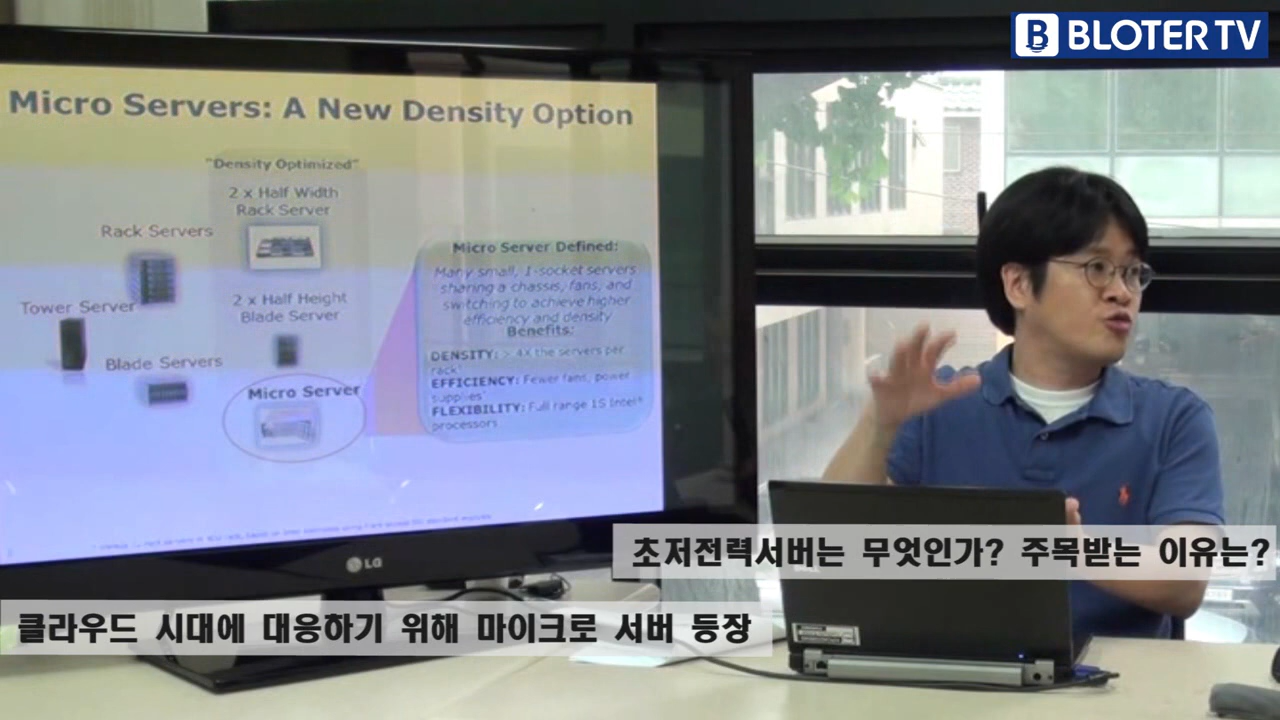 BLOTER TV
Micro Servers: A New Density Option
"Density Optimized"
2 x Half Width
Rack Server
Rack Servers
Tower Server
2 x Half Height
Blade Server
Blade Servers
Micro Server
Micro Server Defined:
Many small, 1-socket servers
sharing a chassis, fans, and
switching to achieve higher
efficiency and density
Benefits:
DENSITY: > 4X the servers per
rack
EFFICIENCY: Fewer fans, power
supplies
FLEXIBILITY: Full range 1S Intel
processors
LG
초저전력서버는 무엇인가? 주목받는 이유는?
클라우드 시대에 대응하기 위해 마이크로 서버 등장